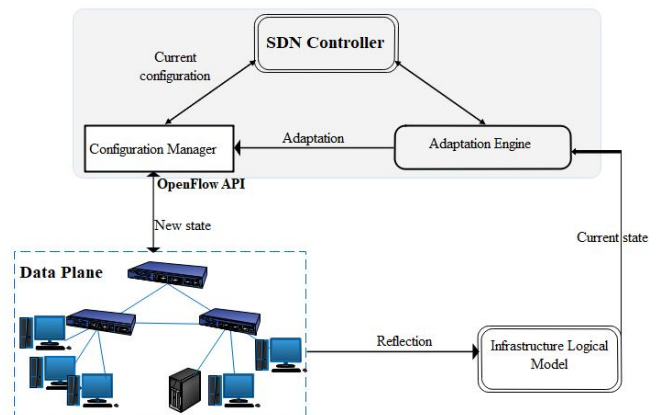 SDN Controller
Current
configuration
Configuration Manager
Adaptation
Adaptation Engine
OpenFlow API
New state
Current state
Data Plane
Reflection
Infrastructure Logical
Model